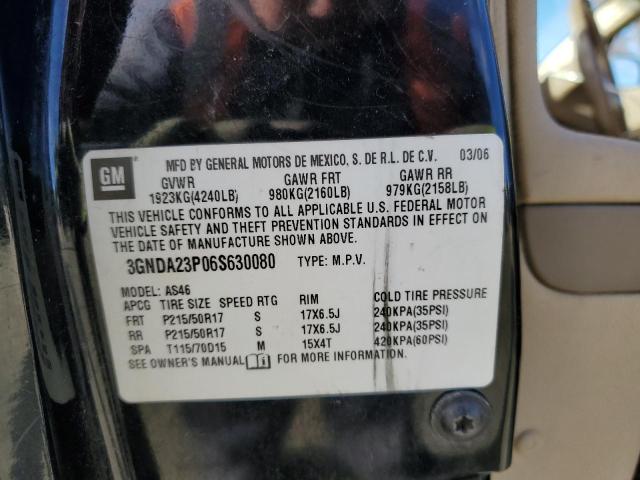 GM
MFD BY GENERAL MOTORS DE MEXICO, S. DE R.L. DE C.V. 03/06
GVWR GAWR FRT GAWR RR
1923KG(4240LB) 980KG(2160LB) 979KG(2158LB)
THIS VEHICLE CONFORMS TO ALL APPLICABLE U.S. FEDERAL MOTOR
VEHICLE SAFETY AND THEFT PREVENTION STANDARDS IN EFFECT ON
THE DATE OF MANUFACTURE SHOWN ABOVE.
3GNDA23P06S630080 TYPE: M.P.V.
MODEL: AS46
APCG TIRE SIZE SPEED RTG RIM COLD TIRE PRESSURE
FRT P215/50R17 S 17X6.5J 240KPA(35PSI)
RR P215/50R17 S 17X6.5J 240KPA(35PSI)
SPA T115/70D15 M 15X4T 420KPA(60PSI)
SEE OWNER'S MANUAL FOR MORE INFORMATION.